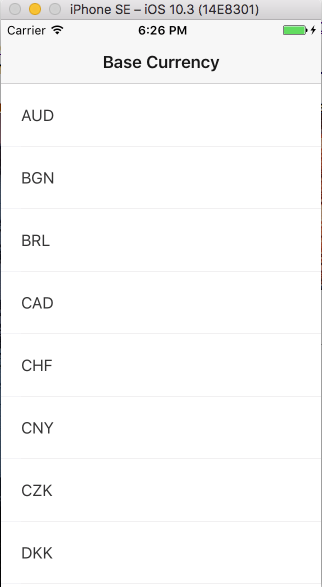 iPhone SE – iOS 10.3 (14E8301)
Carrier 6:26 PM
Base Currency
AUD
BGN
BRL
CAD
CHF
CNY
CZK
DKK